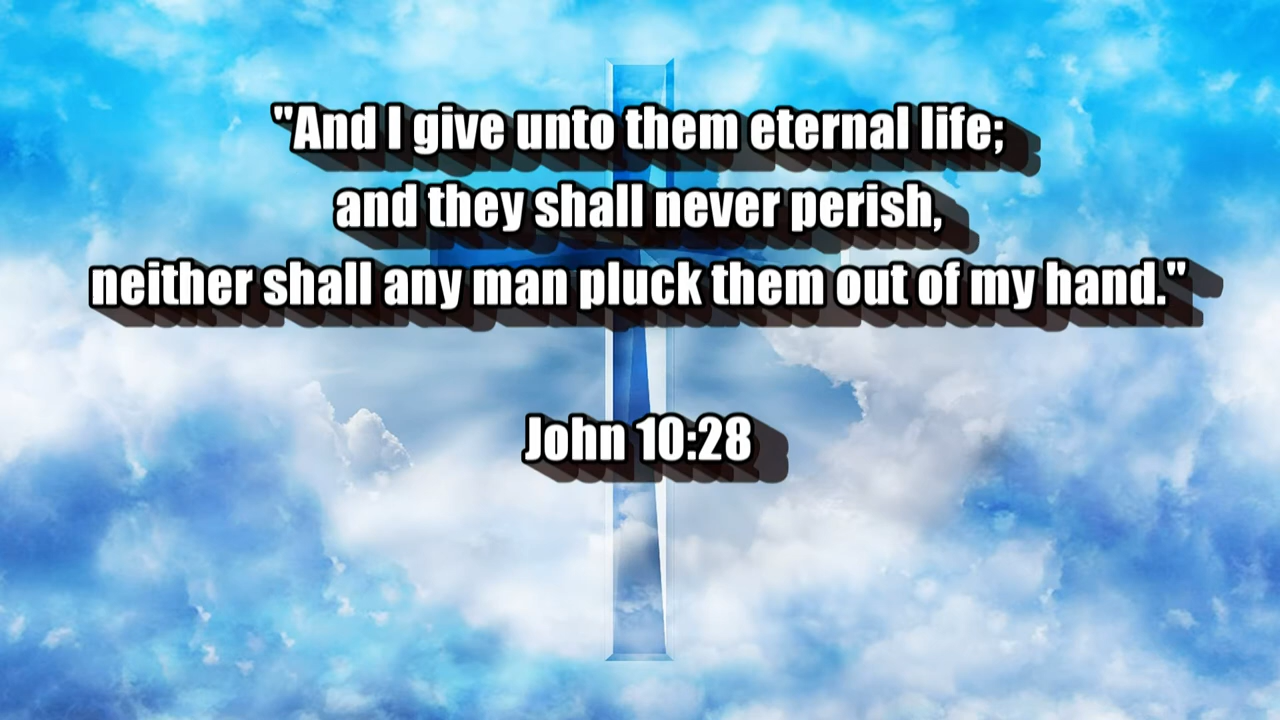 "And I give unto them eternal life;
and they shall never perish,
neither shall any man pluck them out of my hand."
John 10:28